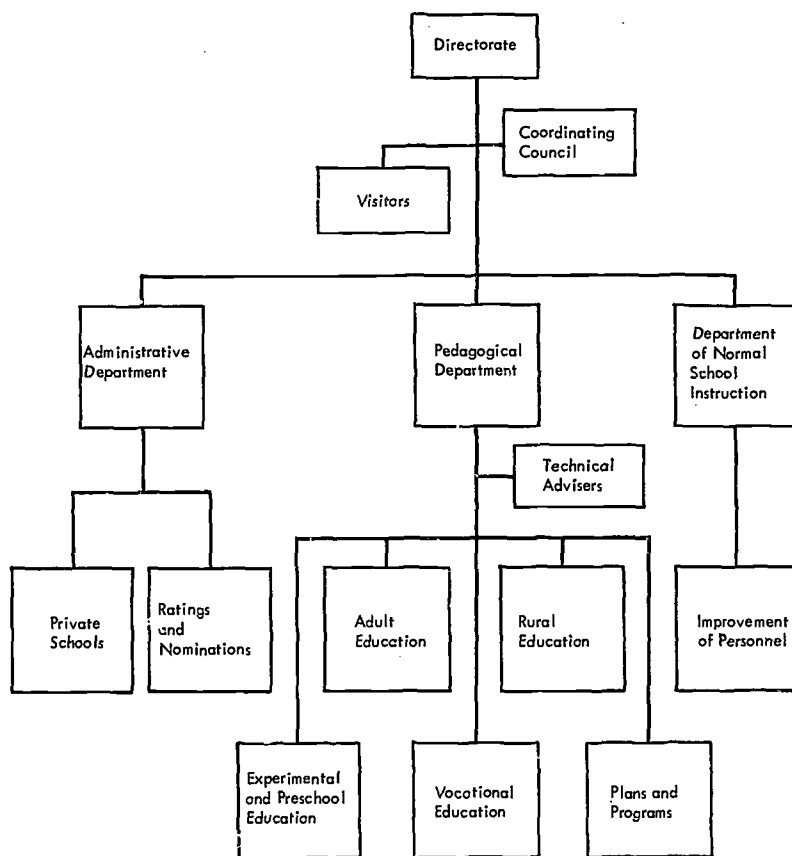 Directorate
Coordinating
Council
Visitors
Administrative
Department
Pedagogical
Department
Department
of Normal
School
Instruction
Technical
Advisers
Private
Schools
Ratings
and
Nominations
Adult
Education
Rural
Education
Improvement
of Personnel
Experimental
and Preschool
Education
Vocational
Education
Plans and
Programs